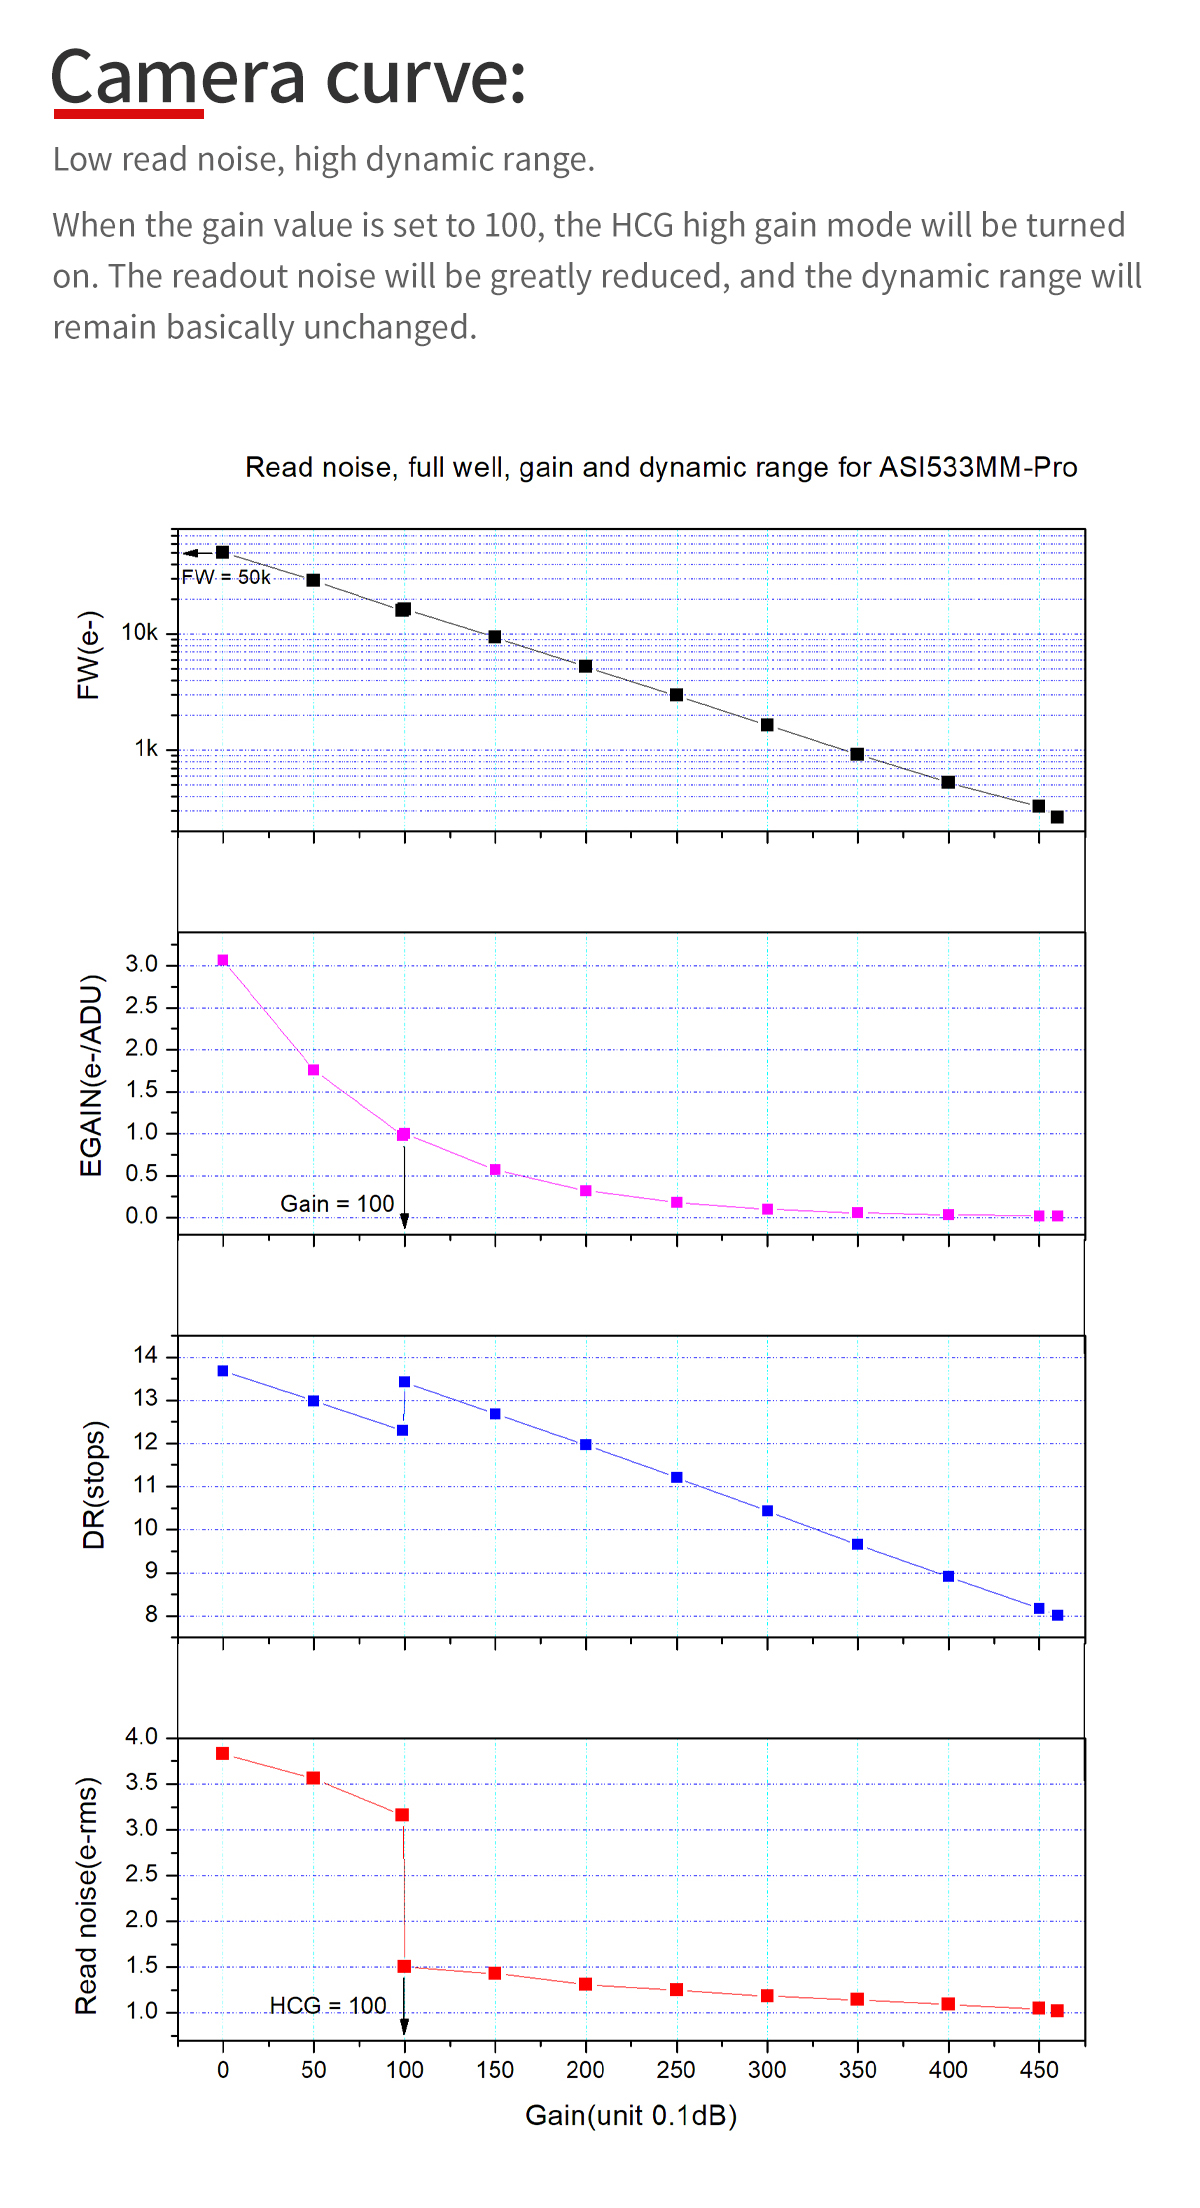 Camera curve:
Low read noise, high dynamic range.
When the gain value is set to 100, the HCG high gain mode will be turned
on. The readout noise will be greatly reduced, and the dynamic range will
remain basically unchanged.
Read noise, full well, gain and dynamic range for ASI533MM-Pro
FW(e-)
FW = 50k
10k
1k
EGAIN(e-/ADU)
3.0
2.5
2.0
1.5
1.0
0.5
0.0
Gain = 100
DR(stops)
14
13
12
11
10
9
8
Read noise(e-rms)
4.0
3.5
3.0
2.5
2.0
1.5
1.0
HCG = 100
0 50 100 150 200 250 300 350 400 450
Gain(unit 0.1dB)